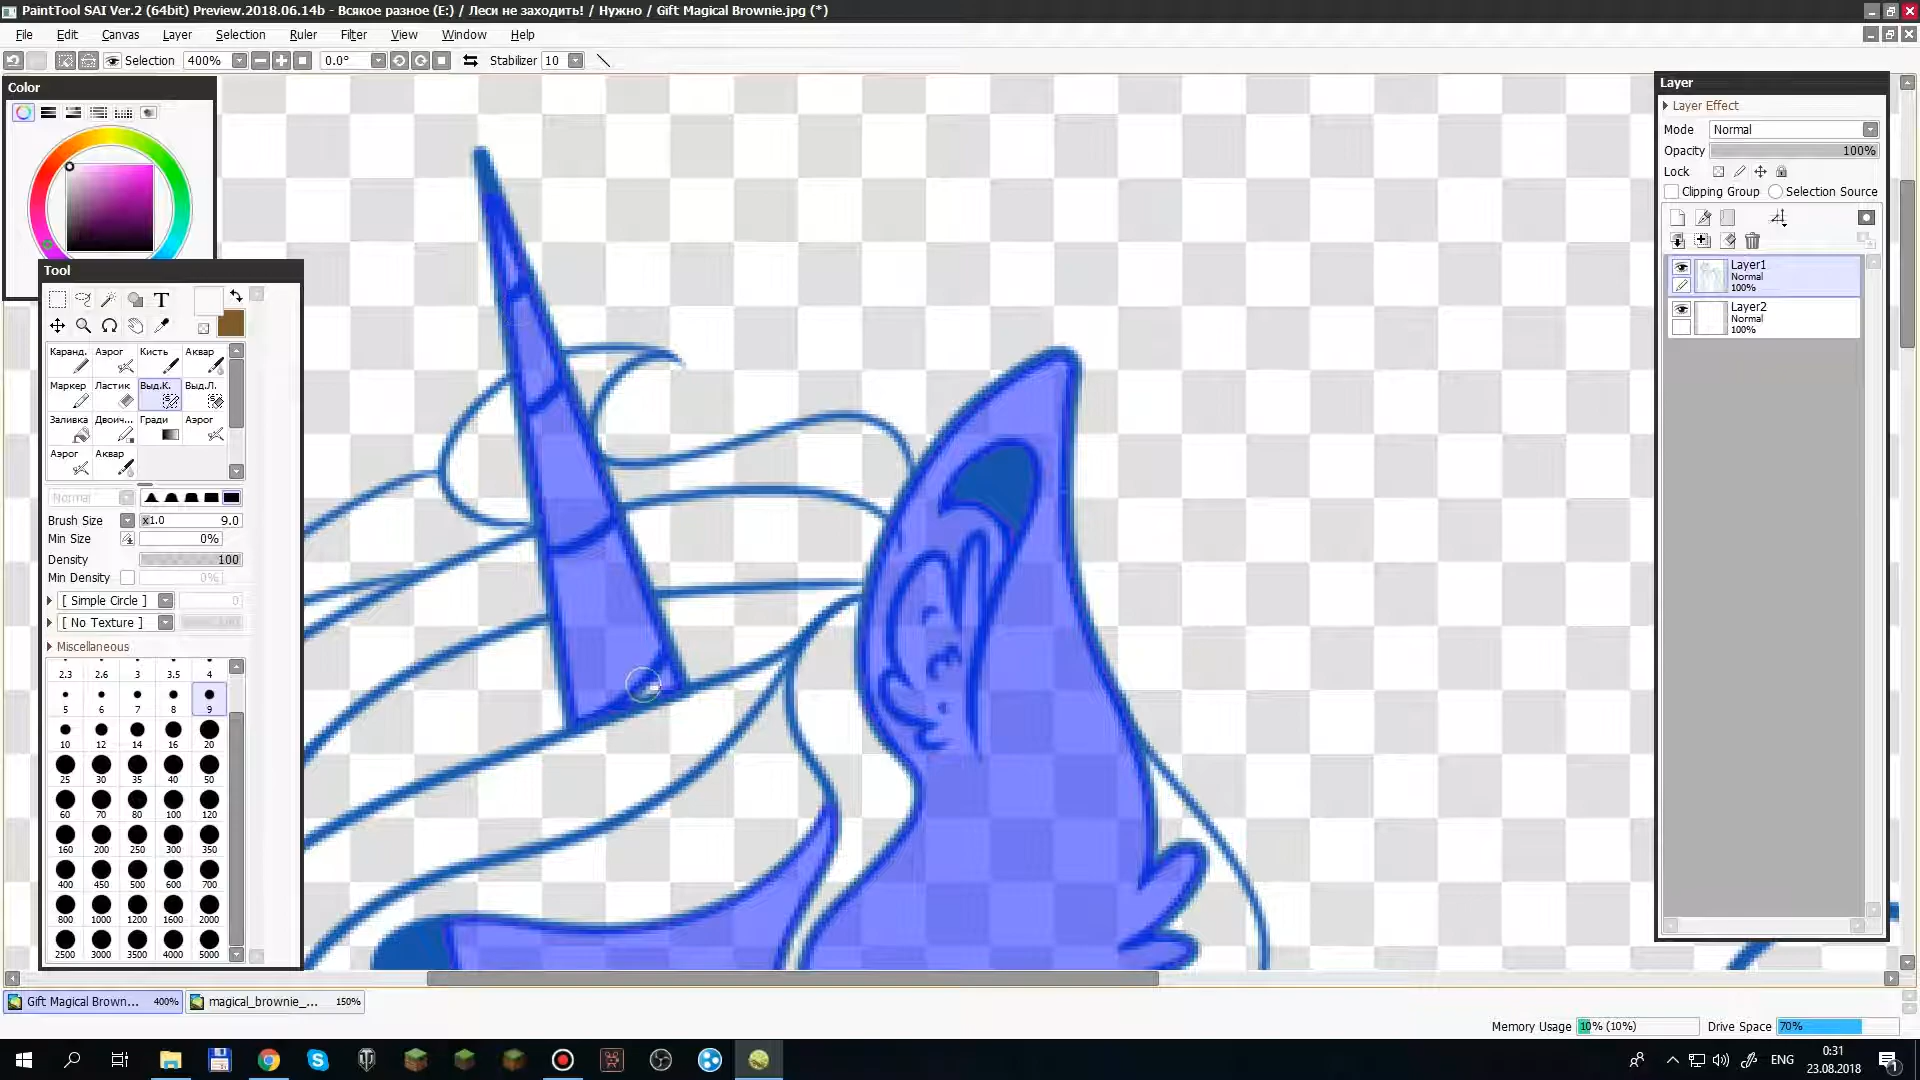 PaintTool SAI Ver.2 (64bit) Preview.2018.06.14b - Всякое разное (E:) / Леси не заходить! / Нужно / Gift Magical Brownie.jpg (*)
File Edit Canvas Layer Selection Ruler Filter View Window Help
Selection 400% 0.0° Stabilizer 10
Color
Tool
T
Каранд. Аэрог Кисть Аквар
Маркер Ластик Выд.К. Выд.Л.
Заливка Двоич... Гради Аэрог
Аэрог Аквар
Normal
Brush Size x1.0 9.0
Min Size 0%
Density 100
Min Density 0%
[ Simple Circle ] 0
[ No Texture ]
Miscellaneous
2.3 2.6 3 3.5 4
5 6 7 8 9
10 12 14 16 20
25 30 35 40 50
60 70 80 100 120
160 200 250 300 350
400 450 500 600 700
800 1000 1200 1600 2000
2500 3000 3500 4000 5000
Layer
Layer Effect
Mode Normal
Opacity 100%
Lock
Clipping Group Selection Source
Layer1
Normal
100%
Layer2
Normal
100%
Gift Magical Brown... 400% magical_brownie_... 150%
Memory Usage 10% (10%) Drive Space 70%
ENG
0:31
23.08.2018
1